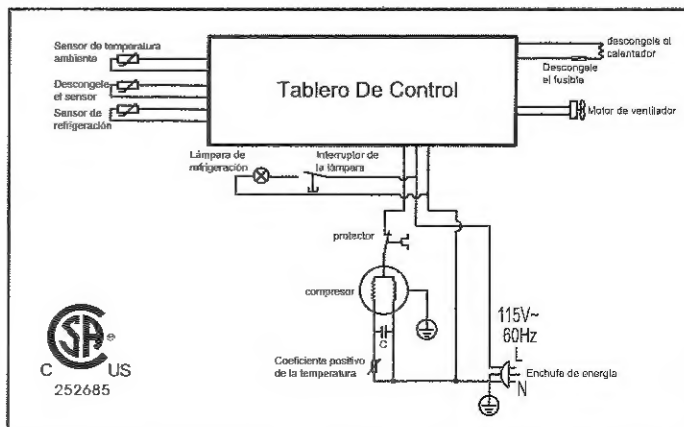 Sensor de temperatura
ambiente
Descongele
el sensor
Sensor de
refrigeración
Tablero De Control
descongele el
calentador
Descongele
el fusible
Motor de ventilador
Lámpara de
refrigeración
Interruptor de
la lámpara
protector
compresor
C
Coeficiente positivo
de la temperatura
115V~
60Hz
L
N
Enchufe de energía
SA
®
C US
252685